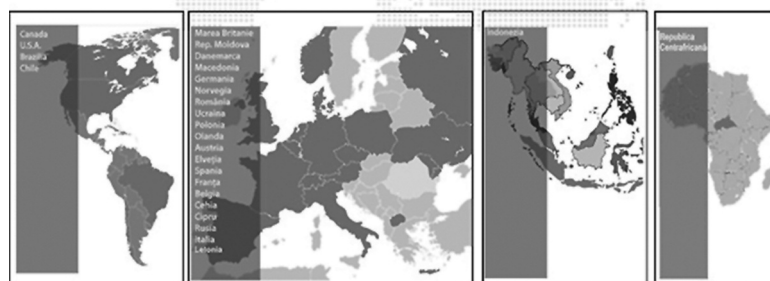 Canada
U.S.A.
Brazilia
Chile
Marea Britanie
Rep. Moldova
Danemarca
Macedonia
Germania
Norvegia
România
Ucraina
Polonia
Olanda
Austria
Elveția
Spania
Franța
Belgia
Cehia
Cipru
Rusia
Italia
Letonia
Indonezia
Republica
Centrafricană